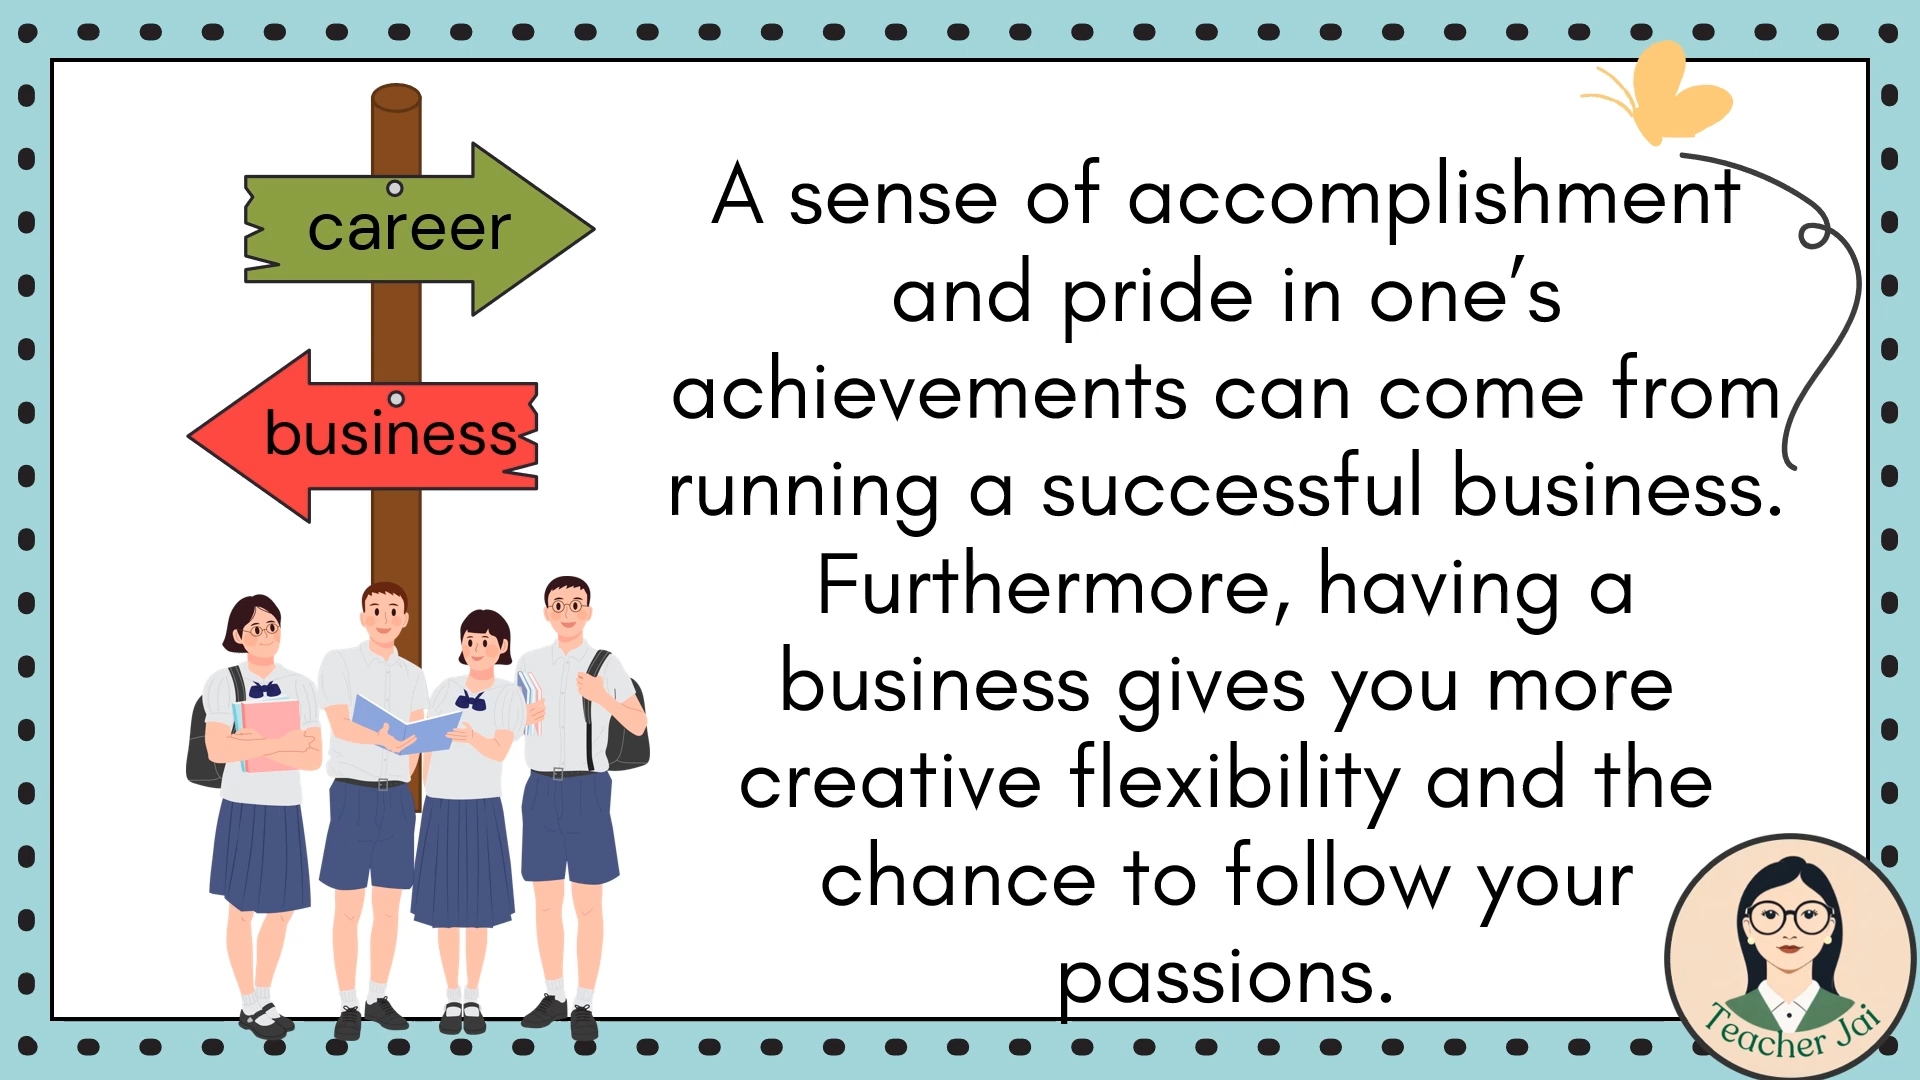 career
business
A sense of accomplishment
and pride in one’s
achievements can come from
running a successful business.
Furthermore, having a
business gives you more
creative flexibility and the
chance to follow your
passions.
Teacher Jai